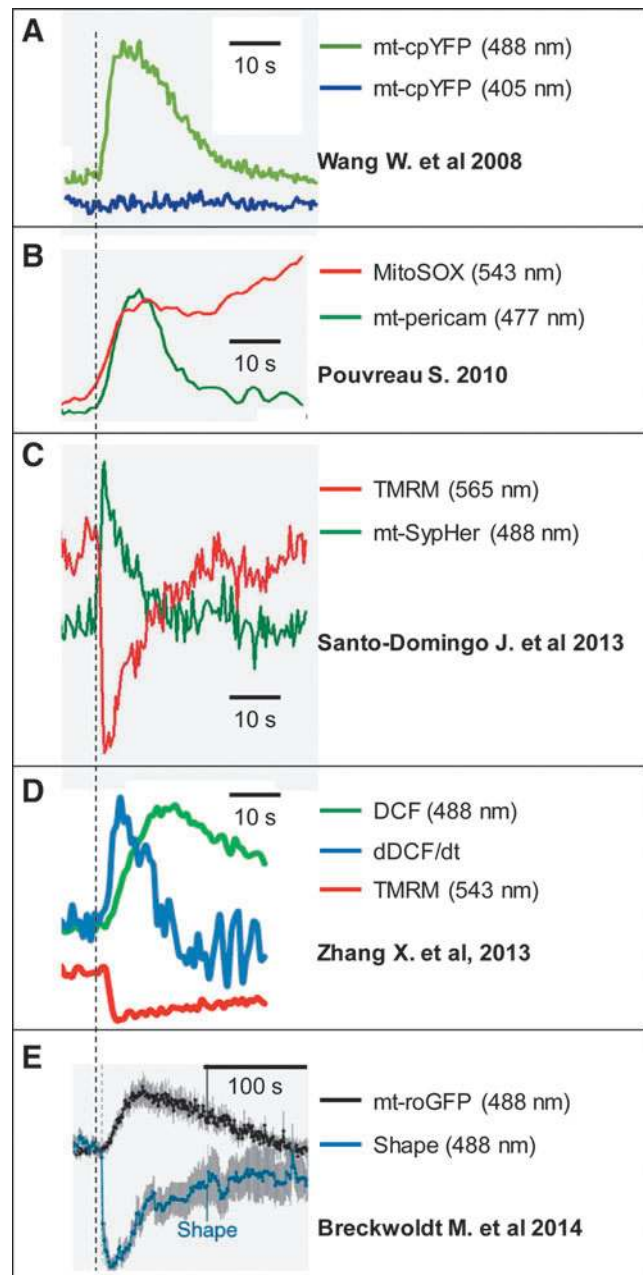 A
10 s
mt-cpYFP (488 nm)
mt-cpYFP (405 nm)
Wang W. et al 2008
B
MitoSOX (543 nm)
mt-pericam (477 nm)
10 s
Pouvreau S. 2010
C
TMRM (565 nm)
mt-SypHer (488 nm)
Santo-Domingo J. et al 2013
10 s
D
10 s
DCF (488 nm)
dDCF/dt
TMRM (543 nm)
Zhang X. et al, 2013
E
100 s
mt-roGFP (488 nm)
Shape (488 nm)
Shape
Breckwoldt M. et al 2014